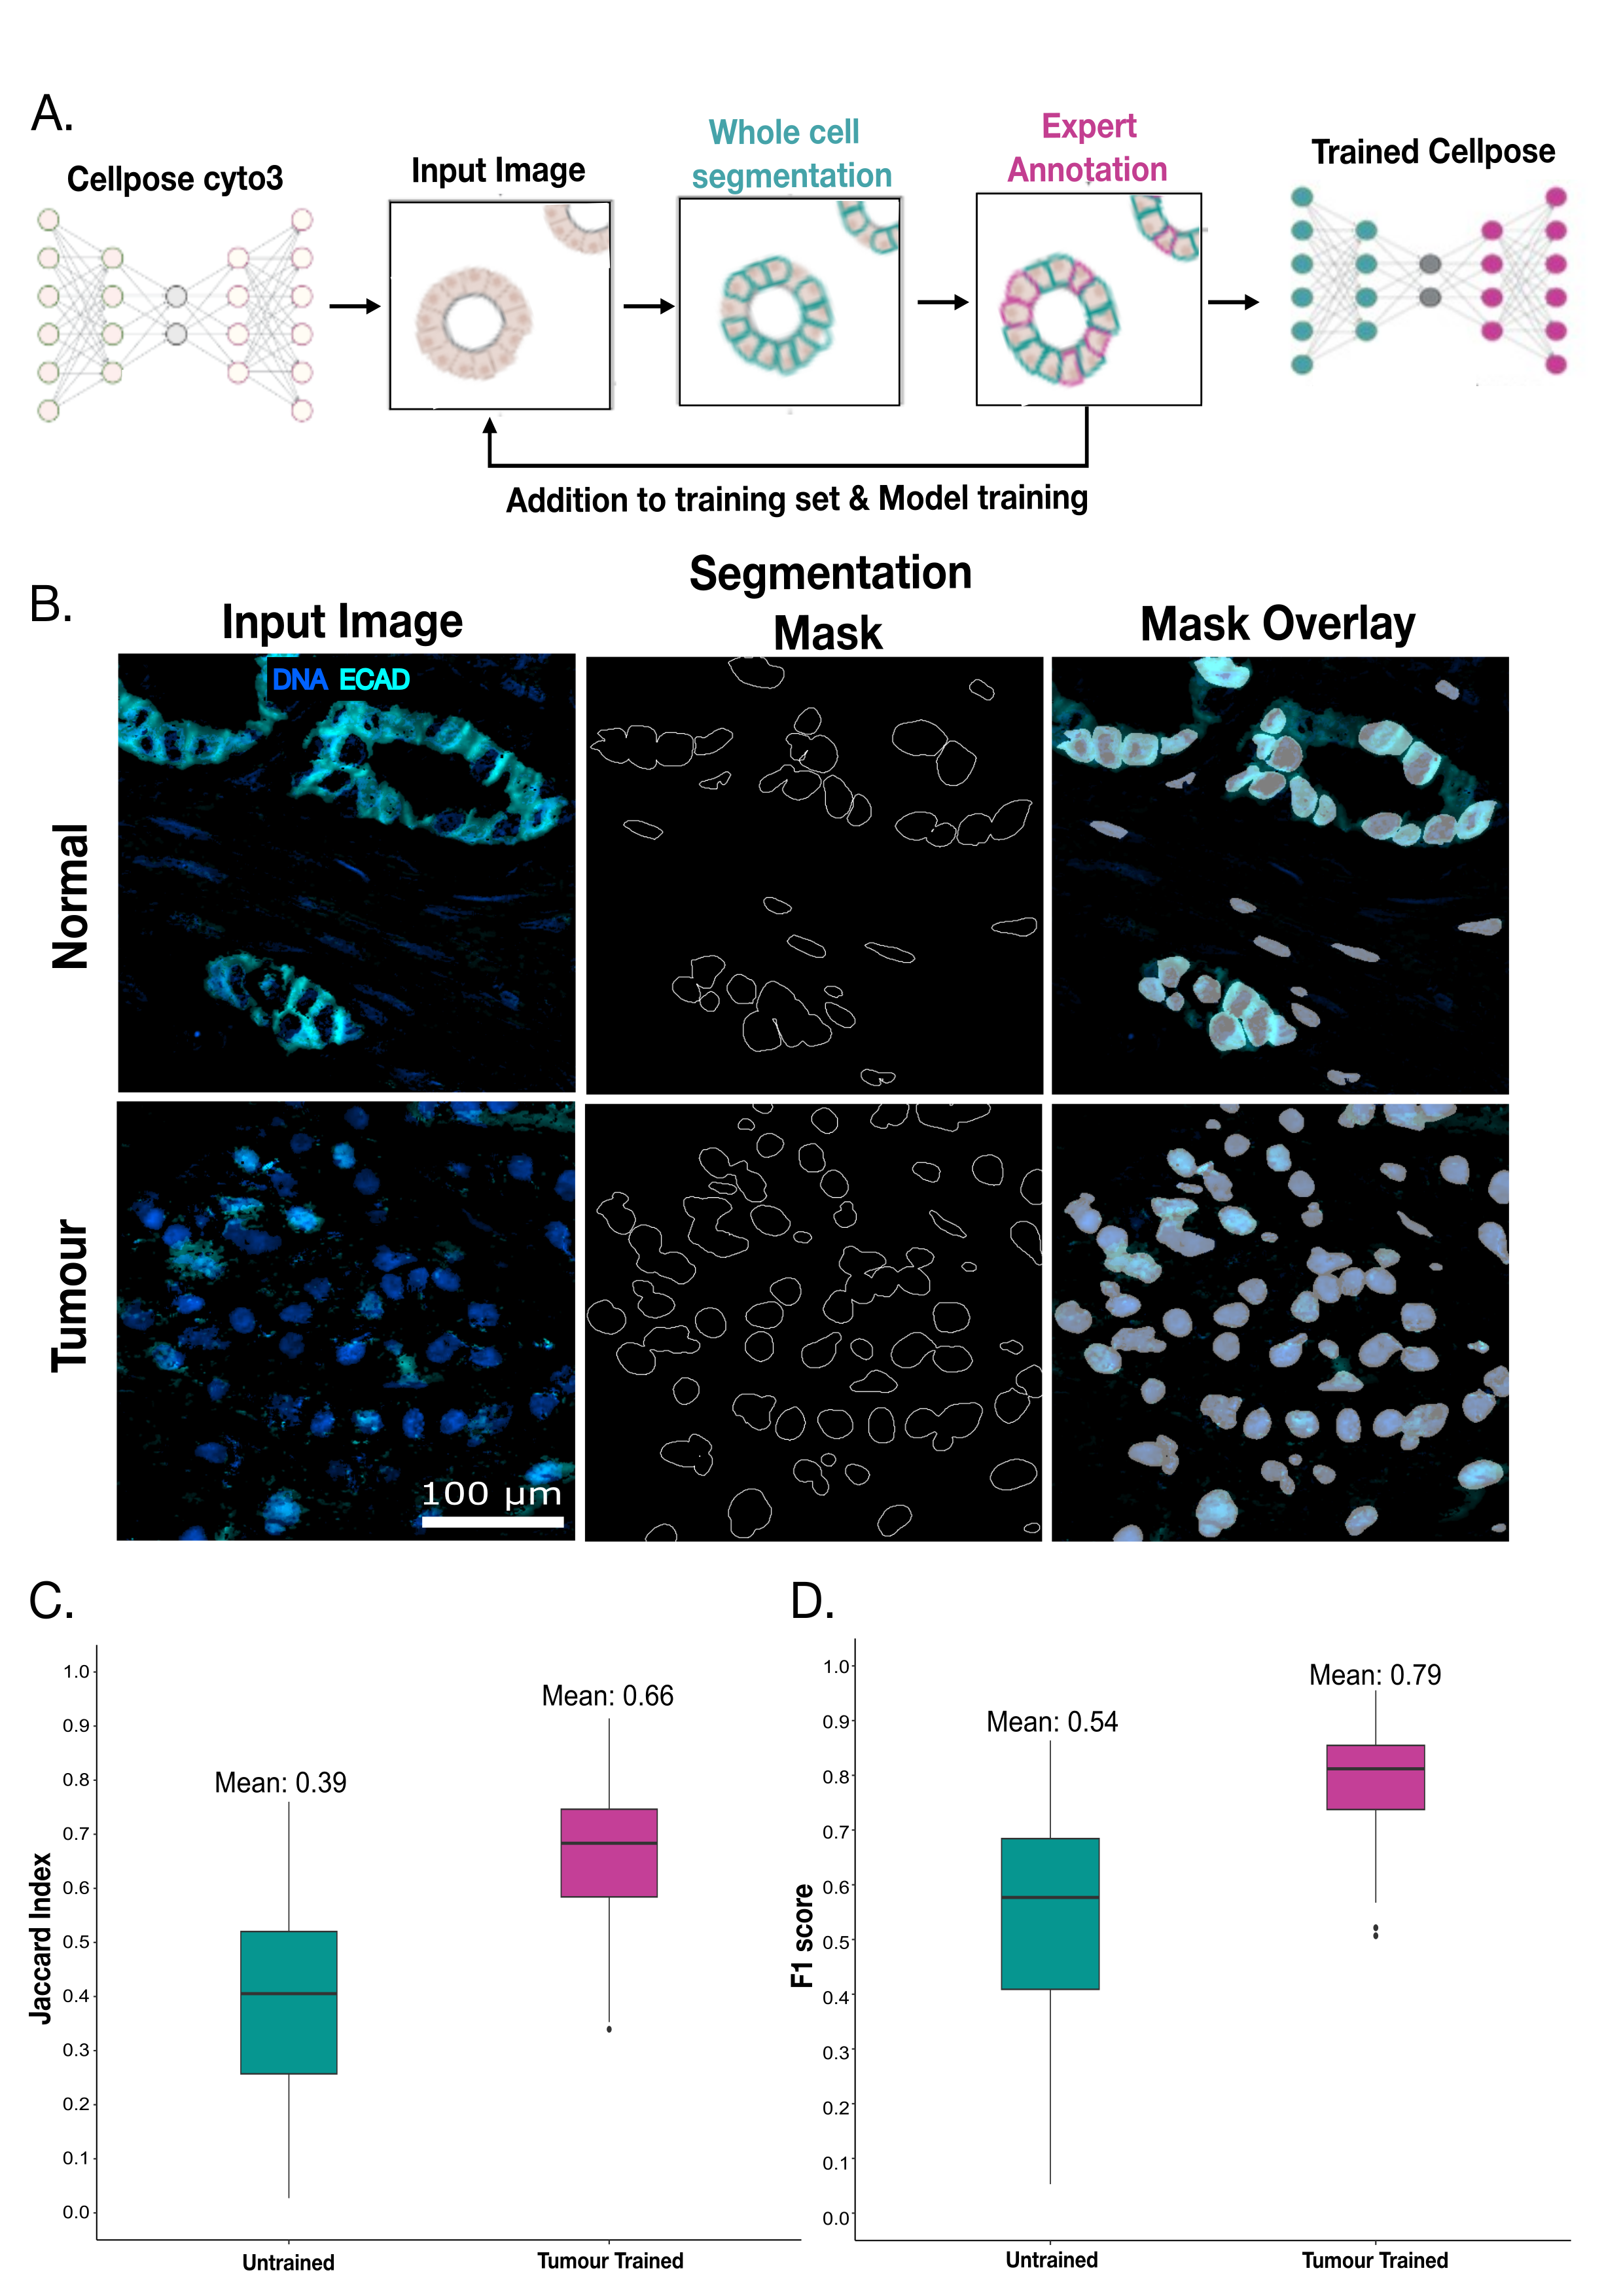 A.
Cellpose cyto3
Input Image
Whole cell
segmentation
Expert
Annotation
Trained Cellpose
Addition to training set & Model training
B.
Input Image
Segmentation
Mask
Mask Overlay
DNA ECAD
Normal
Tumour
100 µm
C.
Jaccard Index
1.0
0.9
0.8
0.7
0.6
0.5
0.4
0.3
0.2
0.1
0.0
Mean: 0.39
Mean: 0.66
Untrained
Tumour Trained
D.
F1 score
1.0
0.9
0.8
0.7
0.6
0.5
0.4
0.3
0.2
0.1
0.0
Mean: 0.54
Mean: 0.79
Untrained
Tumour Trained